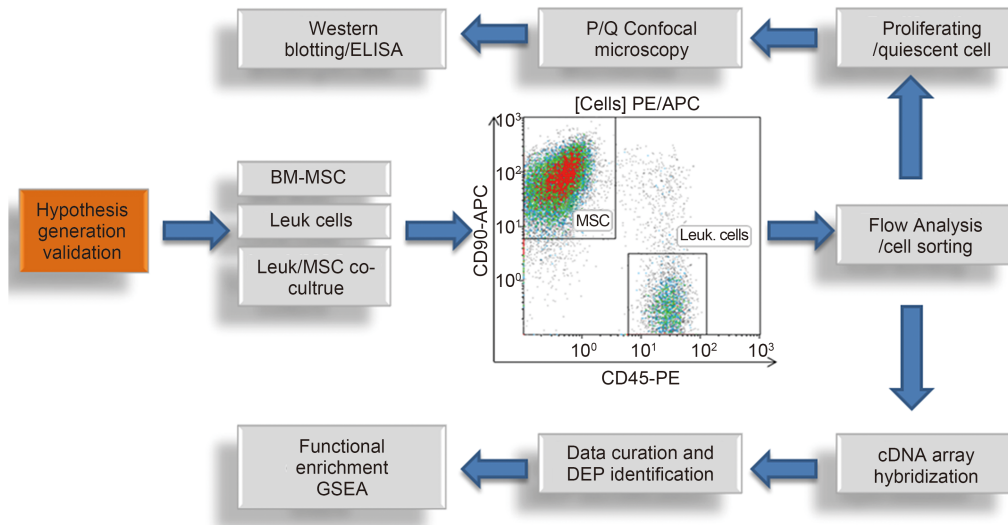 Western
blotting/ELISA
P/Q Confocal
microscopy
Proliferating
/quiescent cell
[Cells] PE/APC
Hypothesis
generation
validation
BM-MSC
Leuk cells
Leuk/MSC co-
cultrue
CD90-APC
10³
10²
10¹
10⁰
MSC
Leuk. cells
10⁰
10¹
10²
10³
CD45-PE
Flow Analysis
/cell sorting
Functional
enrichment
GSEA
Data curation and
DEP identification
cDNA array
hybridization